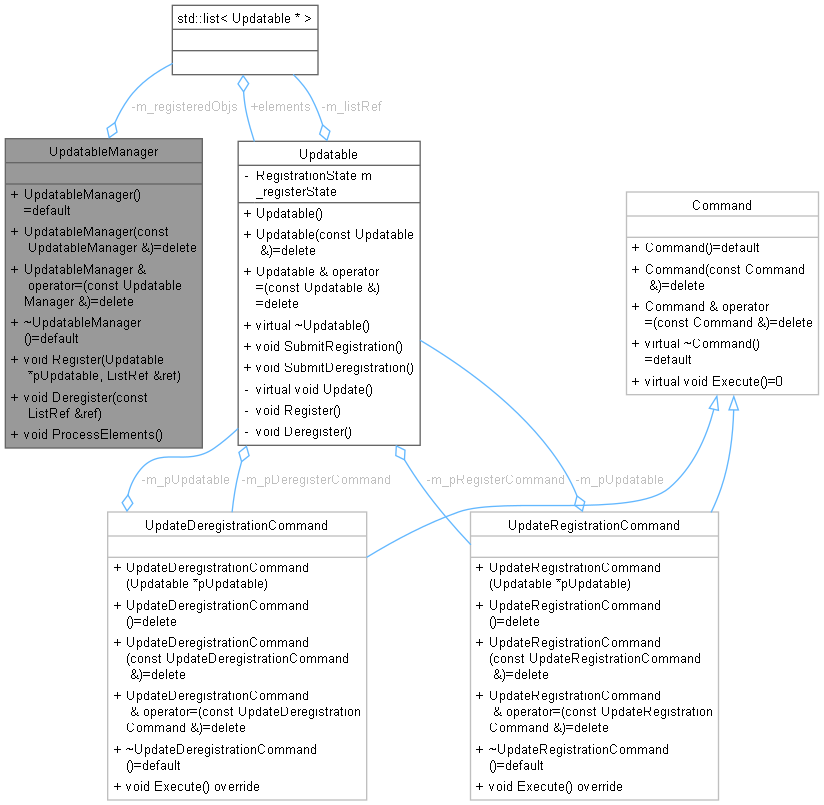 std::list< Updatable * >
-m_registeredObjs
+elements
-m_listRef
UpdatableManager
+ UpdatableManager()
=default
+ UpdatableManager(const
UpdatableManager &)=delete
+ UpdatableManager &
operator=(const Updatable
Manager &)=delete
+ ~UpdatableManager
()=default
+ void Register(Updatable
*pUpdatable, ListRef &ref)
+ void Deregister(const
ListRef &ref)
+ void ProcessElements()
Updatable
- RegistrationState m
_registerState
+ Updatable()
+ Updatable(const Updatable
&)=delete
+ Updatable & operator
=(const Updatable &)
=delete
+ virtual ~Updatable()
+ void SubmitRegistration()
+ void SubmitDeregistration()
- virtual void Update()
- void Register()
- void Deregister()
Command
+ Command()=default
+ Command(const Command
&)=delete
+ Command & operator
=(const Command &)=delete
+ virtual ~Command()
=default
+ virtual void Execute()=0
-m_pUpdatable
-m_pDeregisterCommand
-m_pRegisterCommand
-m_pUpdatable
UpdateDeregistrationCommand
+ UpdateDeregistrationCommand
(Updatable *pUpdatable)
+ UpdateDeregistrationCommand
()=delete
+ UpdateDeregistrationCommand
(const UpdateDeregistrationCommand
&)=delete
+ UpdateDeregistrationCommand
& operator=(const UpdateDeregistration
Command &)=delete
+ ~UpdateDeregistrationCommand
()=default
+ void Execute() override
UpdateRegistrationCommand
+ UpdateRegistrationCommand
(Updatable *pUpdatable)
+ UpdateRegistrationCommand
()=delete
+ UpdateRegistrationCommand
(const UpdateRegistrationCommand
&)=delete
+ UpdateRegistrationCommand
& operator=(const UpdateRegistration
Command &)=delete
+ ~UpdateRegistrationCommand
()=default
+ void Execute() override